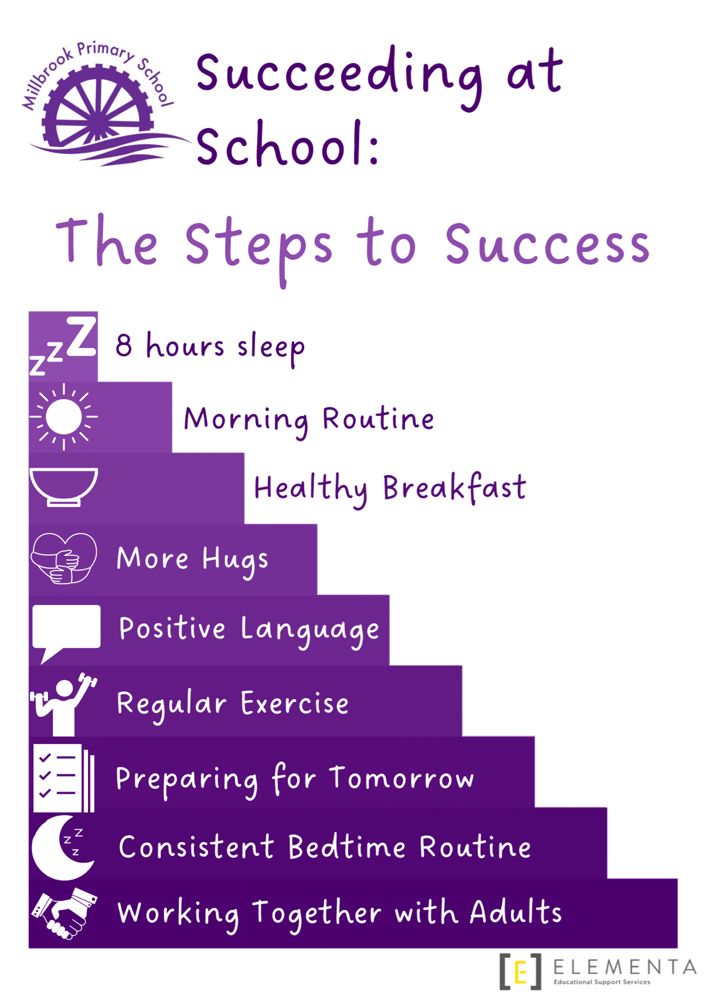 Millbrook Primary School
Succeeding at
School:
The Steps to Success
z z Z
8 hours sleep
Morning Routine
Healthy Breakfast
More Hugs
Positive Language
Regular Exercise
Preparing for Tomorrow
z z
z
Consistent Bedtime Routine
Working Together with Adults
[E] ELEMENTA
Educational Support Services